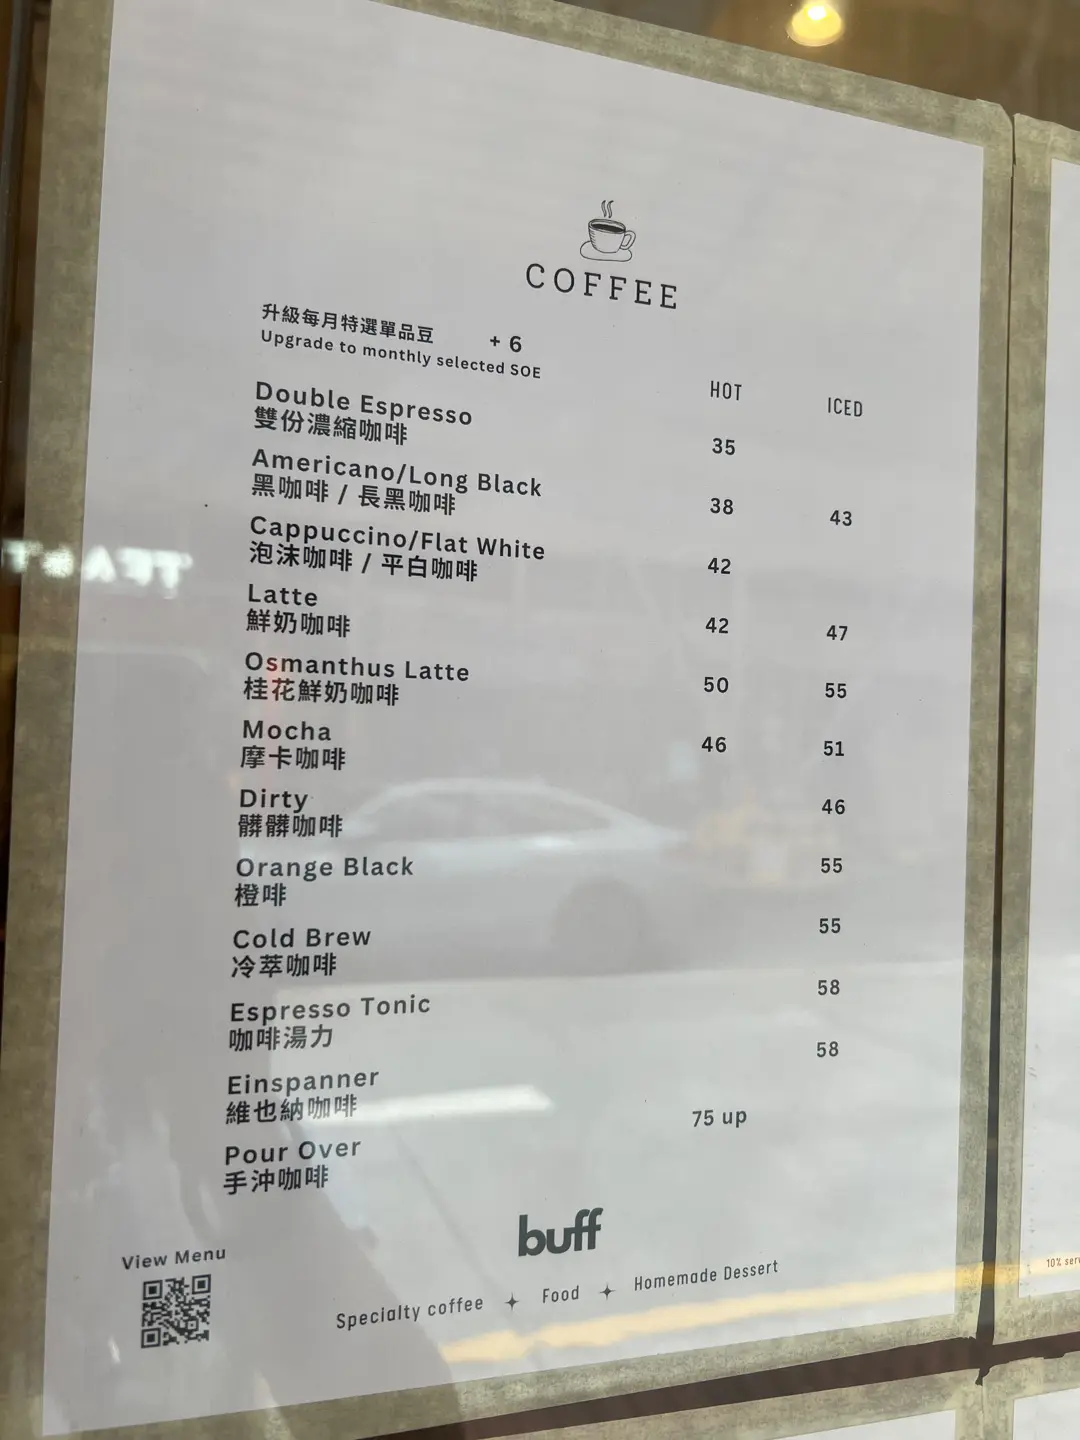 COFFEE
升級每月特選單品豆 + 6
Upgrade to monthly selected SOE
HOT ICED
Double Espresso 35
雙份濃縮咖啡
Americano/Long Black 38 43
黑咖啡 / 長黑咖啡
Cappuccino/Flat White 42
泡沫咖啡 / 平白咖啡
Latte 42 47
鮮奶咖啡
Osmanthus Latte 50 55
桂花鮮奶咖啡
Mocha 46 51
摩卡咖啡
Dirty 46
髒髒咖啡
Orange Black 55
橙啡
Cold Brew 55
冷萃咖啡
Espresso Tonic 58
咖啡湯力
Einspanner 58
維也納咖啡
Pour Over 75 up
手沖咖啡
buff
View Menu
Specialty coffee Food Homemade Dessert
10%